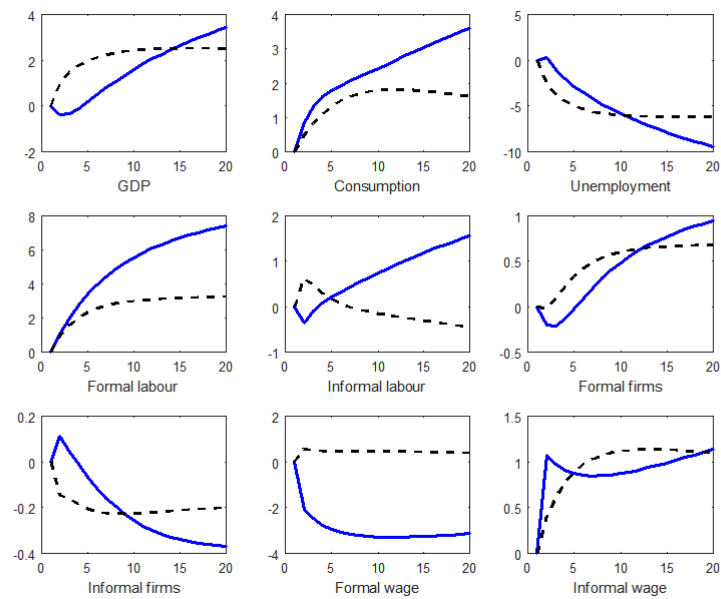 4
2
0
-2
0 5 10 15 20
GDP
4
3
2
1
0
0 5 10 15 20
Consumption
5
0
-5
-10
0 5 10 15 20
Unemployment
8
6
4
2
0
0 5 10 15 20
Formal labour
2
1
0
-1
0 5 10 15 20
Informal labour
1
0.5
0
-0.5
0 5 10 15 20
Formal firms
0.2
0
-0.2
-0.4
0 5 10 15 20
Informal firms
2
0
-2
-4
0 5 10 15 20
Formal wage
1.5
1
0.5
0
0 5 10 15 20
Informal wage